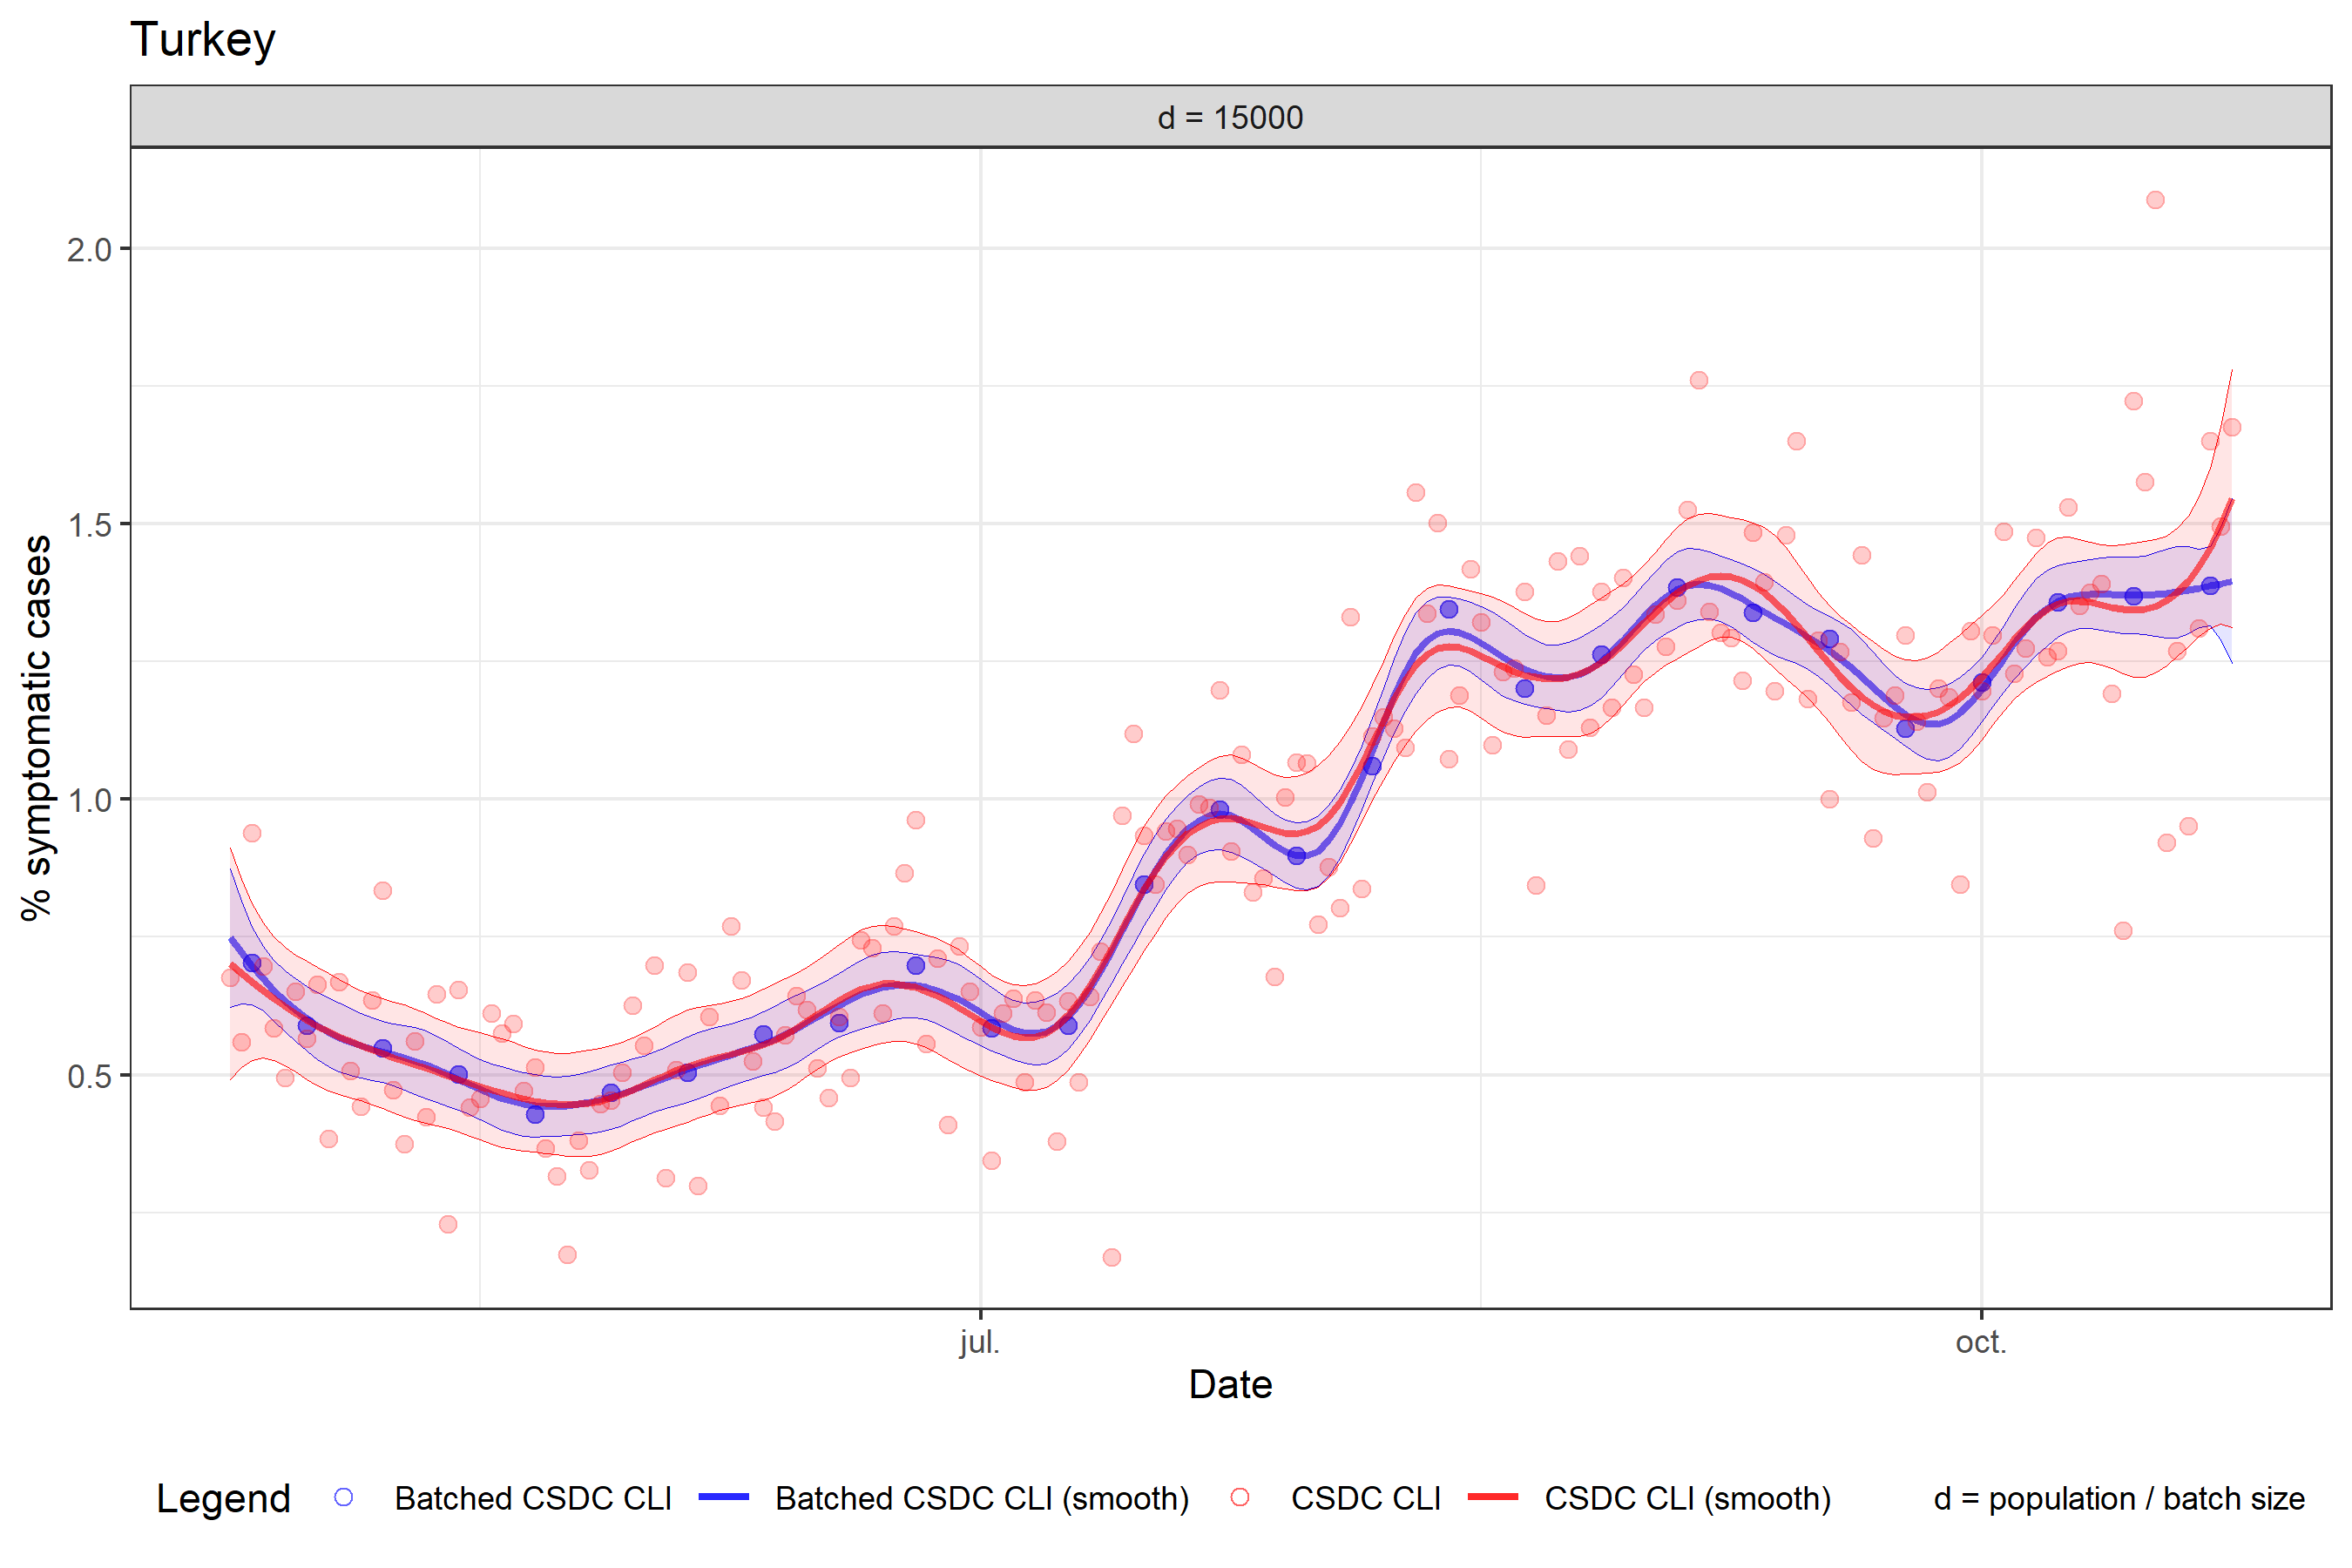 Turkey
d = 15000
% symptomatic cases
2.0
1.5
1.0
0.5
jul.
oct.
Date
Legend
Batched CSDC CLI
Batched CSDC CLI (smooth)
CSDC CLI
CSDC CLI (smooth)
d = population / batch size